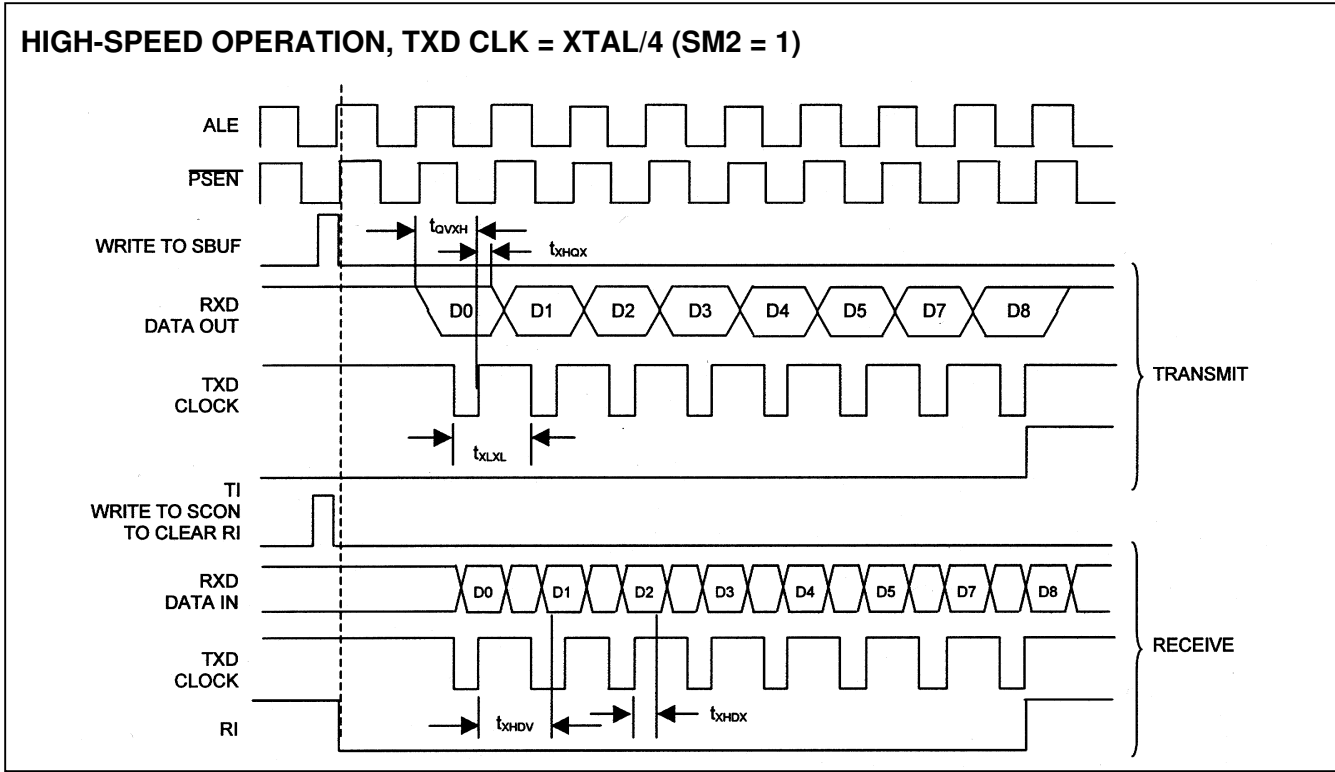 HIGH-SPEED OPERATION, TXD CLK = XTAL/4 (SM2 = 1)
ALE
PSEN
WRITE TO SBUF
tQVXH
tXHQX
RXD
DATA OUT
D0 D1 D2 D3 D4 D5 D7 D8
TXD
CLOCK
TRANSMIT
tXLXL
TI
WRITE TO SCON
TO CLEAR RI
RXD
DATA IN
D0 D1 D2 D3 D4 D5 D7 D8
TXD
CLOCK
RECEIVE
tXHDV
tXHDX
RI